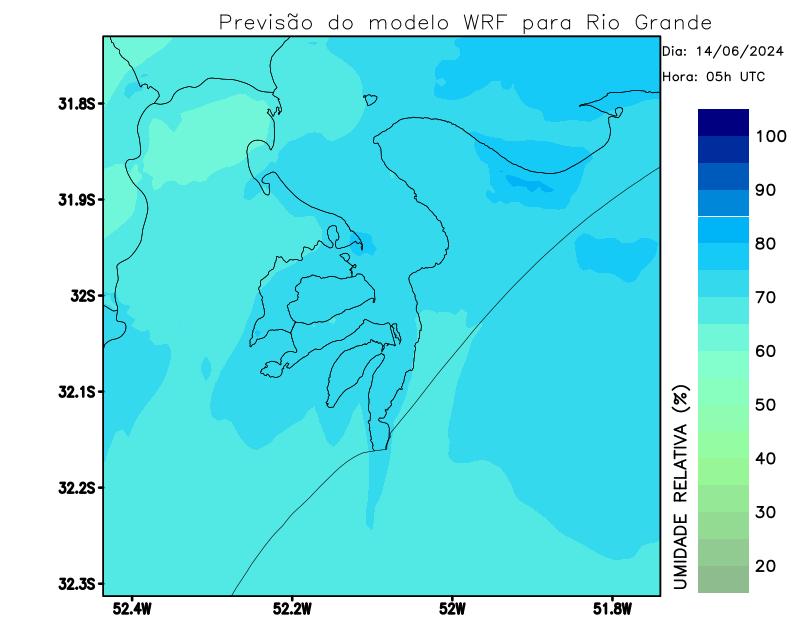 Previsão do modelo WRF para Rio Grande
Dia: 14/06/2024
Hora: 05h UTC
31.8S
31.9S
32S
32.1S
32.2S
32.3S
52.4W
52.2W
52W
51.8W
100
90
80
70
60
50
40
30
20
UMIDADE RELATIVA (%)